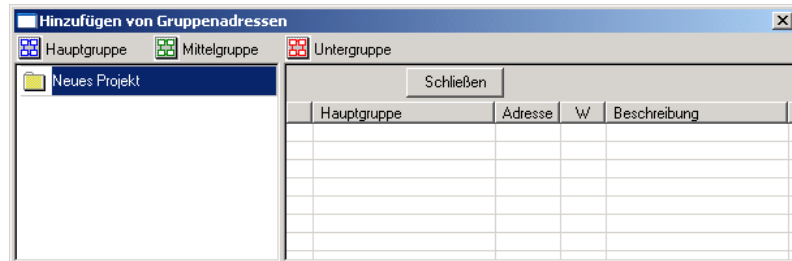 Hinzufügen von Gruppenadressen
Hauptgruppe Mittelgruppe Untergruppe
Neues Projekt
Schließen
Hauptgruppe Adresse W Beschreibung